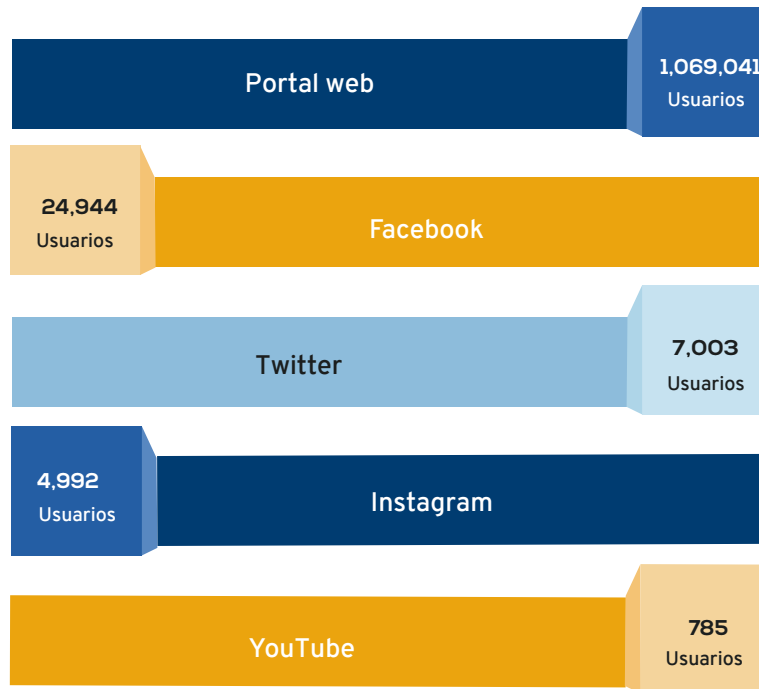 Portal web
1,069,041
Usuarios
24,944
Usuarios
Facebook
Twitter
7,003
Usuarios
4,992
Usuarios
Instagram
YouTube
785
Usuarios